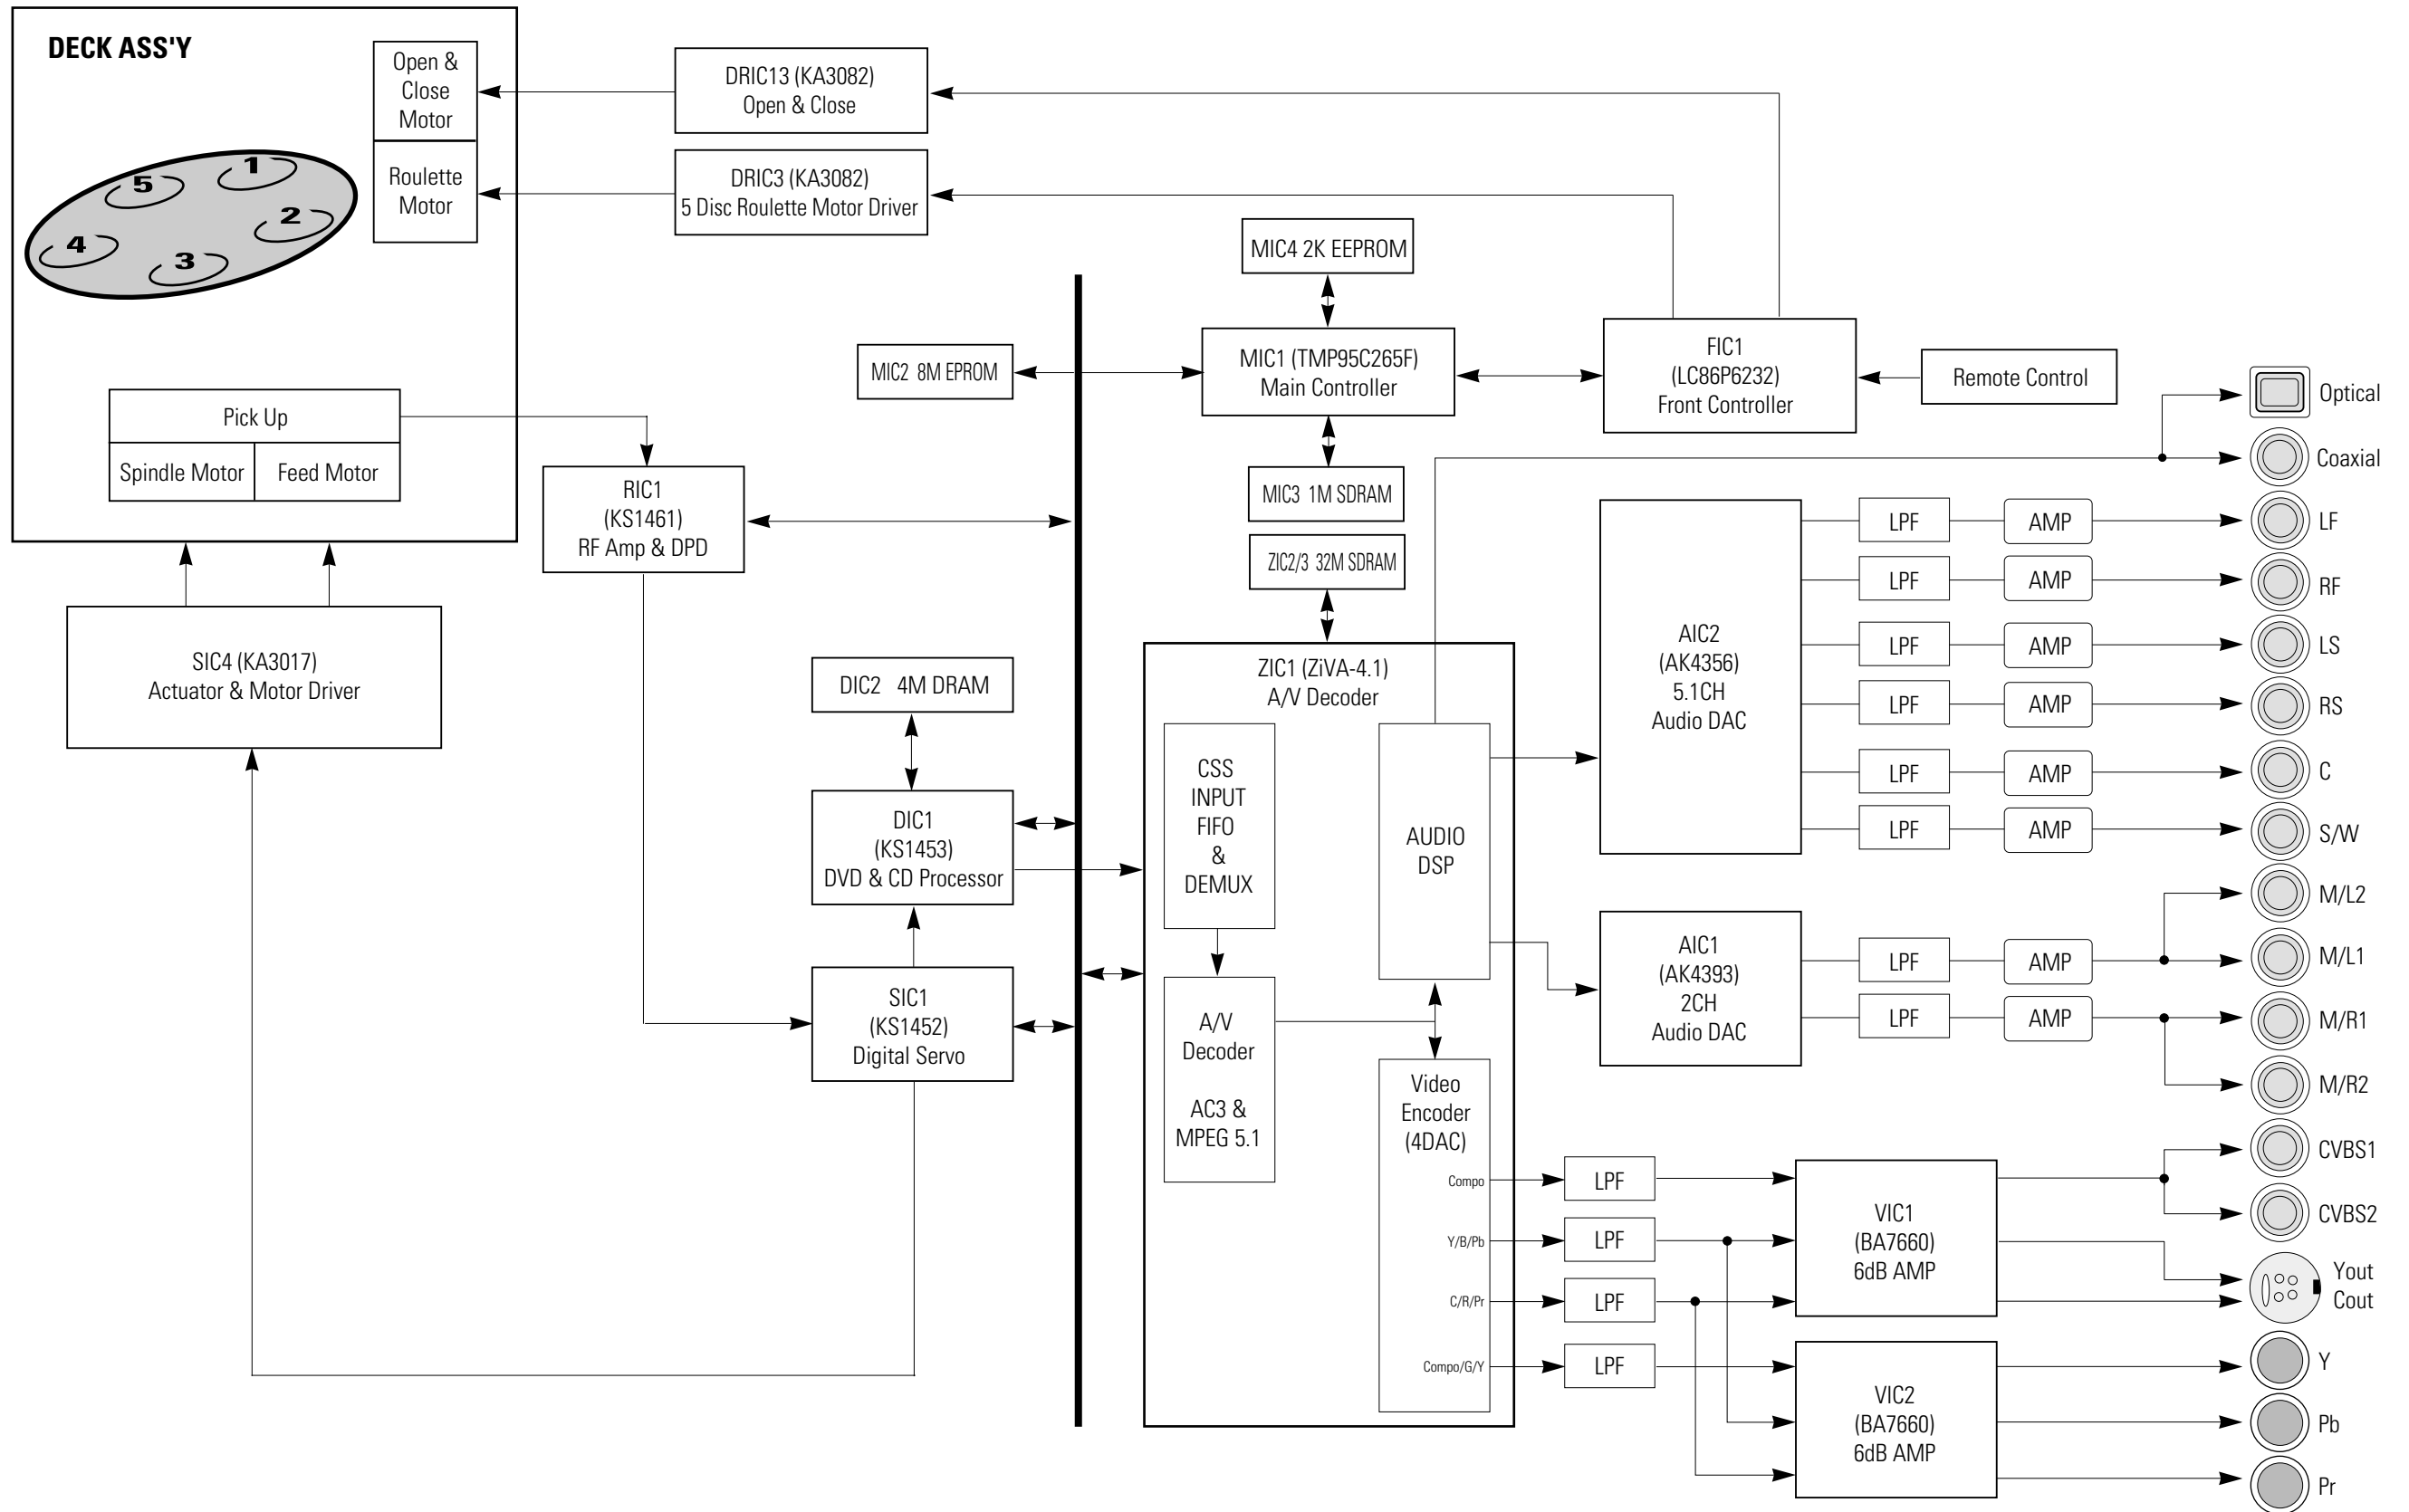 DECK ASS'Y
Open &
Close
Motor
Roulette
Motor
1
2
3
4
5
Pick Up
Spindle Motor
Feed Motor
DRIC13 (KA3082)
Open & Close
DRIC3 (KA3082)
5 Disc Roulette Motor Driver
SIC4 (KA3017)
Actuator & Motor Driver
RIC1
(KS1461)
RF Amp & DPD
DIC2 4M DRAM
DIC1
(KS1453)
DVD & CD Processor
SIC1
(KS1452)
Digital Servo
MIC2 8M EPROM
MIC4 2K EEPROM
MIC1 (TMP95C265F)
Main Controller
MIC3 1M SDRAM
FIC1
(LC86P6232)
Front Controller
Remote Control
ZIC2/3 32M SDRAM
ZIC1 (ZiVA-4.1)
A/V Decoder
CSS
INPUT
FIFO
&
DEMUX
A/V
Decoder
AC3 &
MPEG 5.1
AUDIO
DSP
Video
Encoder
(4DAC)
Compo
Y/B/Pb
C/R/Pr
Compo/G/Y
AIC2
(AK4356)
5.1CH
Audio DAC
LPF
AMP
LPF
AMP
LPF
AMP
LPF
AMP
LPF
AMP
LPF
AMP
AIC1
(AK4393)
2CH
Audio DAC
LPF
AMP
LPF
AMP
LPF
LPF
LPF
LPF
VIC1
(BA7660)
6dB AMP
VIC2
(BA7660)
6dB AMP
Optical
Coaxial
LF
RF
LS
RS
C
S/W
M/L2
M/L1
M/R1
M/R2
CVBS1
CVBS2
Yout
Cout
Y
Pb
Pr